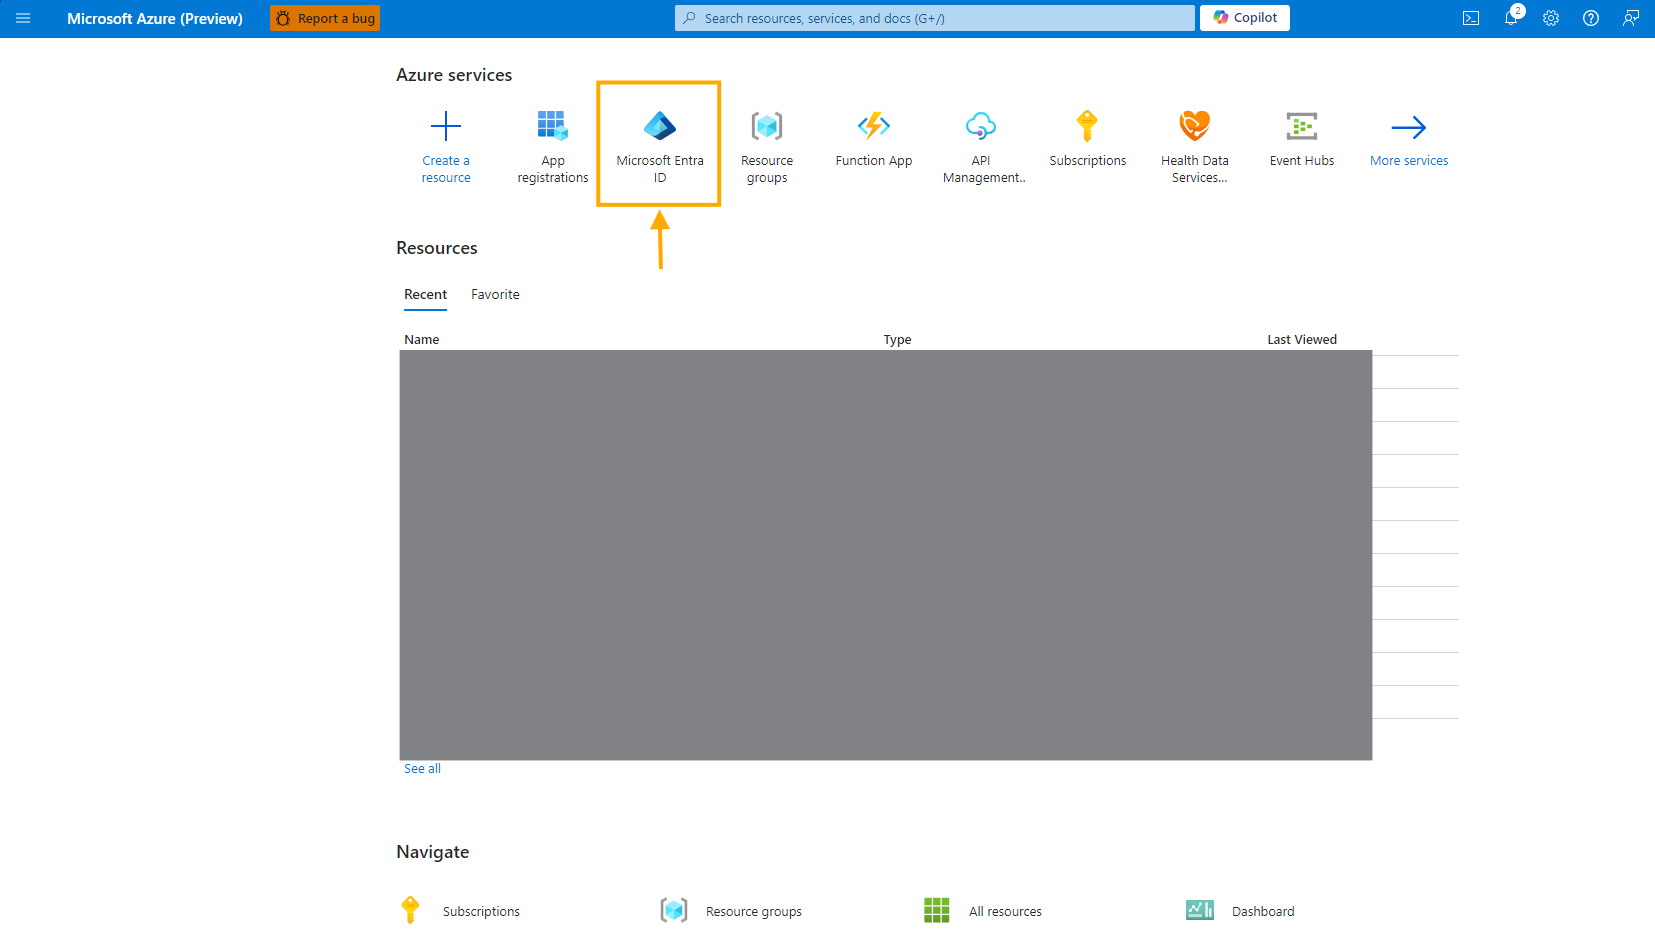 Microsoft Azure (Preview)
Report a bug
Search resources, services, and docs (G+/)
Copilot
2
Azure services
Create a
resource
App
registrations
Microsoft Entra
ID
Resource
groups
Function App
API
Management..
Subscriptions
Health Data
Services...
Event Hubs
More services
Resources
Recent
Favorite
Name
Type
Last Viewed
See all
Navigate
Subscriptions
Resource groups
All resources
Dashboard